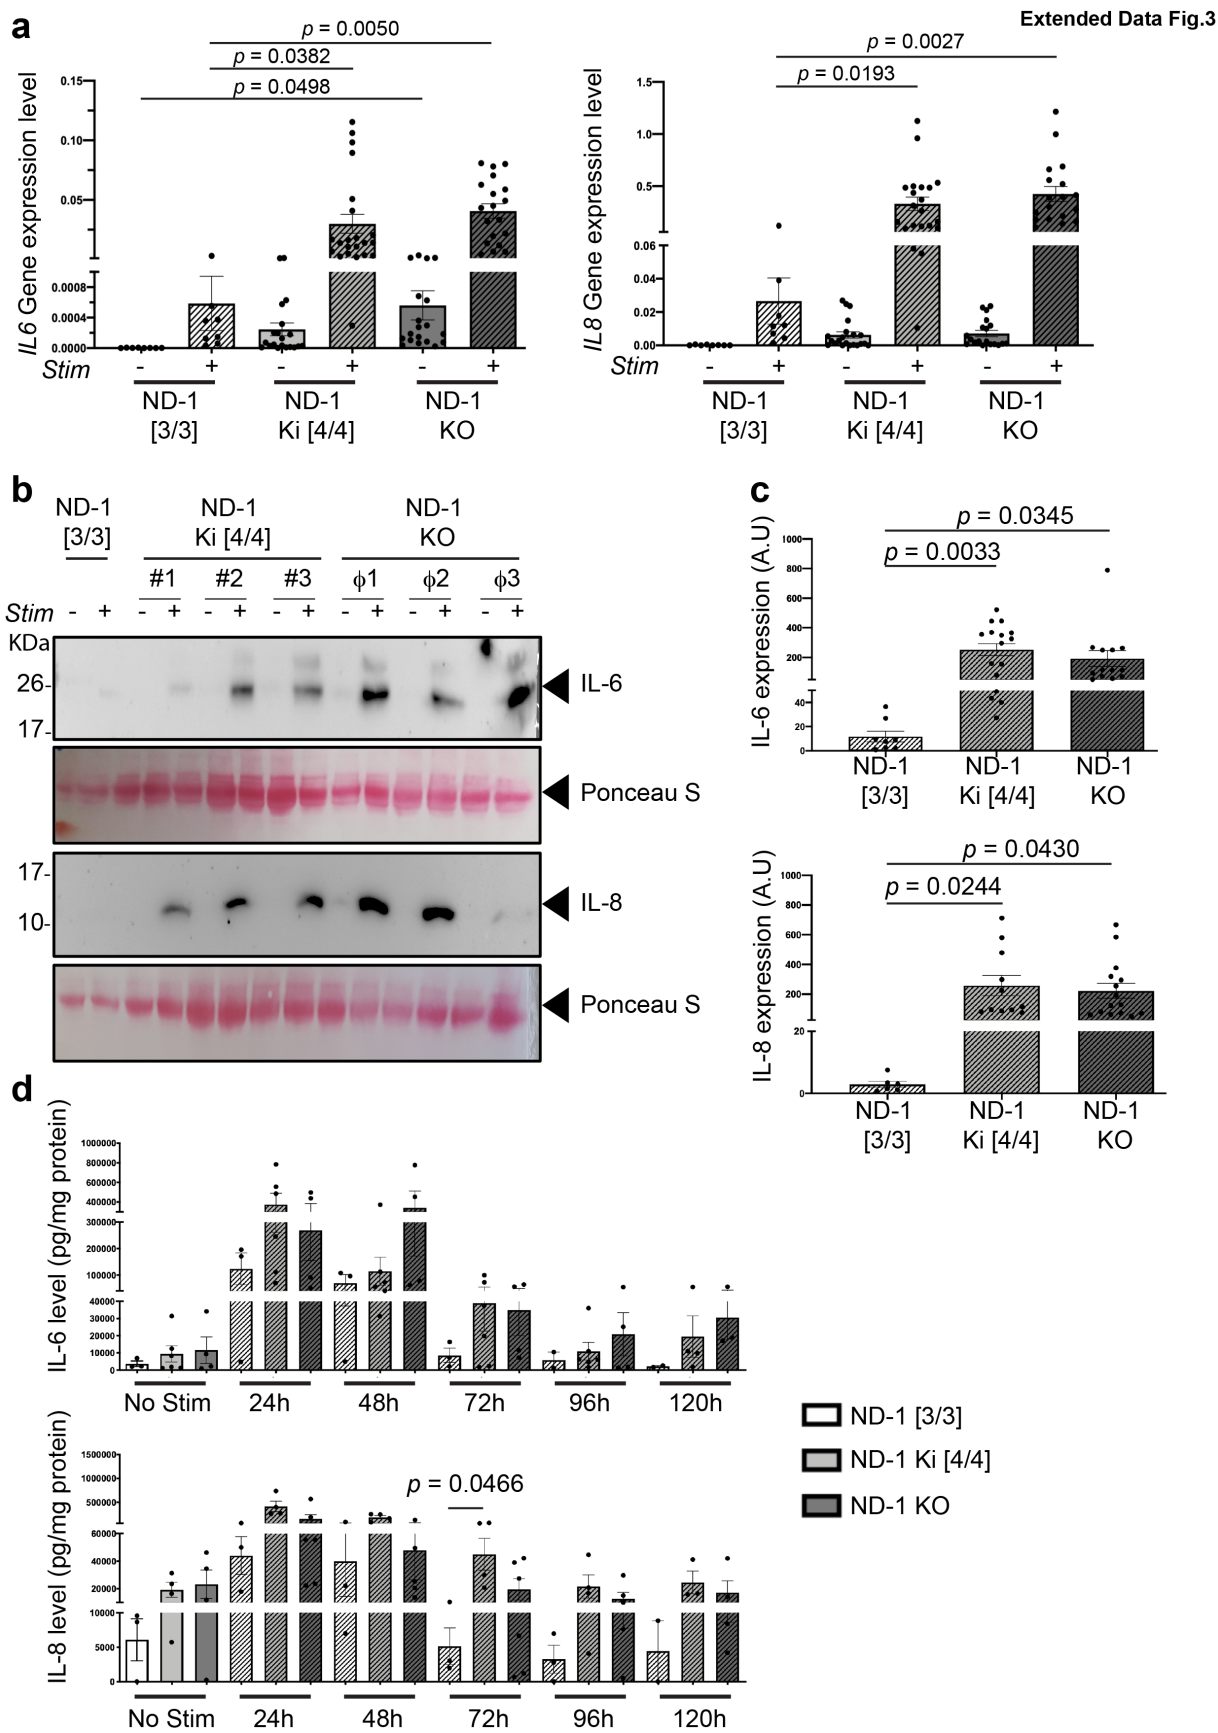 Extended Data Fig.3
a
p = 0.0050
p = 0.0382
p = 0.0498
IL6 Gene expression level
0.15
0.10
0.05
0.0008
0.0004
0.0000
Stim
- + - + - +
ND-1 ND-1 ND-1
[3/3] Ki [4/4] KO
p = 0.0027
p = 0.0193
IL8 Gene expression level
1.5
1.0
0.5
0.06
0.04
0.02
0.00
Stim
- + - + - +
ND-1 ND-1 ND-1
[3/3] Ki [4/4] KO
b
ND-1 ND-1 ND-1
[3/3] Ki [4/4] KO
#1 #2 #3 ϕ1 ϕ2 ϕ3
Stim - + - + - + - + - + - + - +
KDa
26-
17-
IL-6
Ponceau S
17-
10-
IL-8
Ponceau S
c
p = 0.0345
p = 0.0033
IL-6 expression (A.U)
1000
800
600
400
200
40
20
0
ND-1 ND-1 ND-1
[3/3] Ki [4/4] KO
p = 0.0430
p = 0.0244
IL-8 expression (A.U)
1000
800
600
400
200
20
0
ND-1 ND-1 ND-1
[3/3] Ki [4/4] KO
d
IL-6 level (pg/mg protein)
1000000
800000
600000
400000
300000
200000
100000
40000
30000
20000
10000
0
No Stim 24h 48h 72h 96h 120h
IL-8 level (pg/mg protein)
1500000
1000000
500000
60000
40000
20000
10000
5000
0
p = 0.0466
No Stim 24h 48h 72h 96h 120h
ND-1 [3/3]
ND-1 Ki [4/4]
ND-1 KO